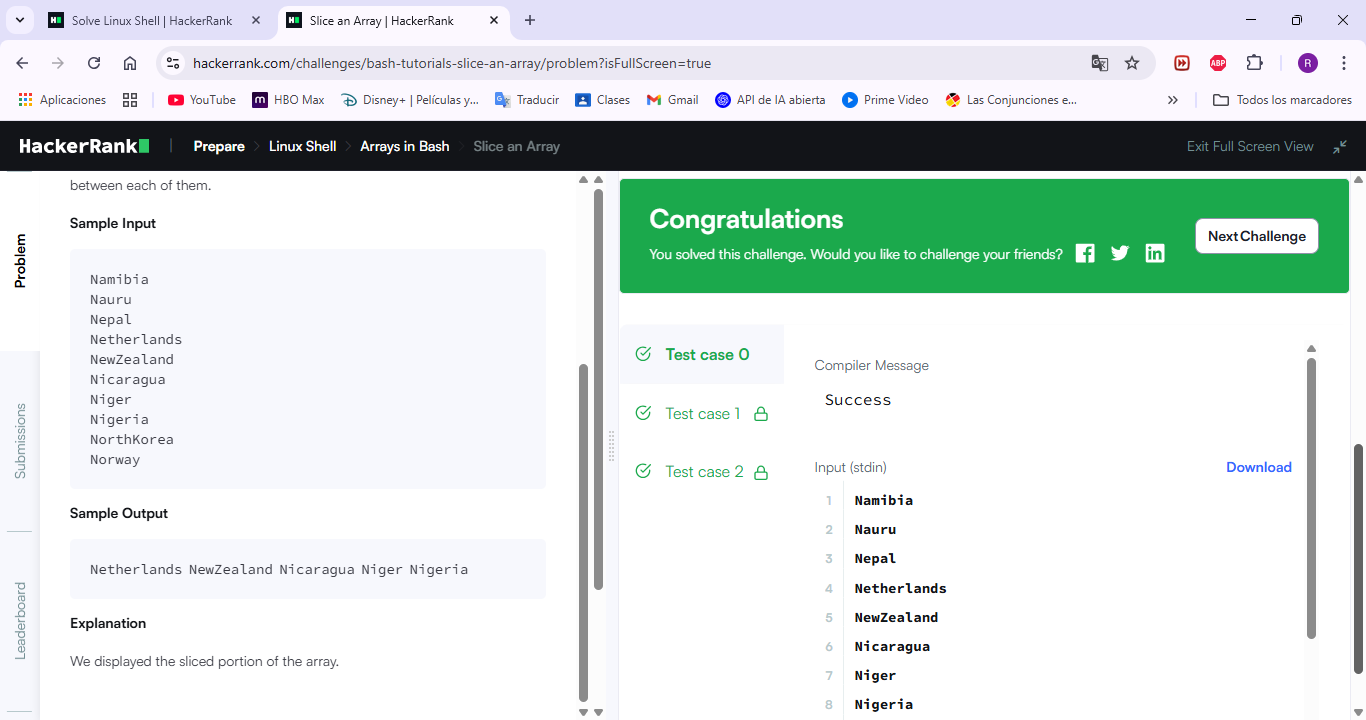 Solve Linux Shell | HackerRank
Slice an Array | HackerRank
hackerrank.com/challenges/bash-tutorials-slice-an-array/problem?isFullScreen=true
ABP
R
Aplicaciones
YouTube
HBO Max
Disney+ | Películas y...
Traducir
Clases
Gmail
API de IA abierta
Prime Video
Las Conjunciones e...
Todos los marcadores
HackerRank
Prepare
Linux Shell
Arrays in Bash
Slice an Array
Exit Full Screen View
Problem
Submissions
Leaderboard
between each of them.
Sample Input
Namibia
Nauru
Nepal
Netherlands
NewZealand
Nicaragua
Niger
Nigeria
NorthKorea
Norway
Sample Output
Netherlands NewZealand Nicaragua Niger Nigeria
Explanation
We displayed the sliced portion of the array.
Congratulations
You solved this challenge. Would you like to challenge your friends?
Next Challenge
Test case 0
Test case 1
Test case 2
Compiler Message
Success
Input (stdin)
Download
1 Namibia
2 Nauru
3 Nepal
4 Netherlands
5 NewZealand
6 Nicaragua
7 Niger
8 Nigeria